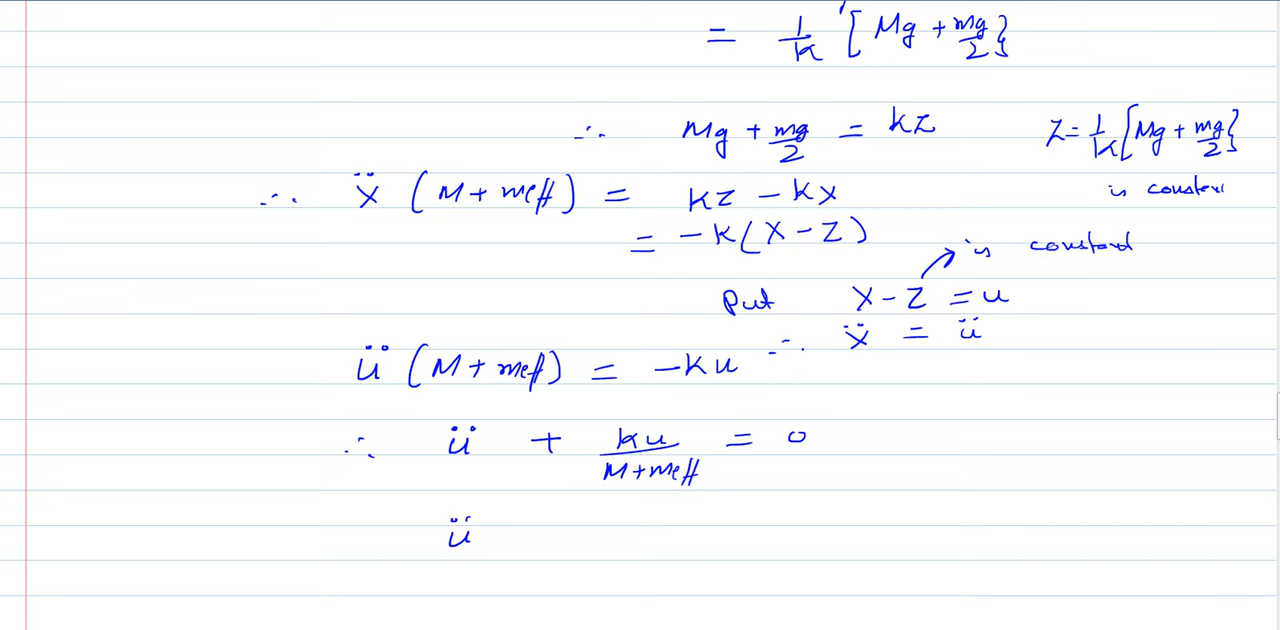 = 1/k { Mg + mg/2 }
∴ Mg + mg/2 = kz
z = 1/k { Mg + mg/2 }
is constant
∴ ẍ (M + meff) = kz - kx
= -k(x - z)
is constant
Put x - z = u
∴ ẍ = ü
ü (M + meff) = -ku
∴ ü + ku/(M+meff) = 0
ü